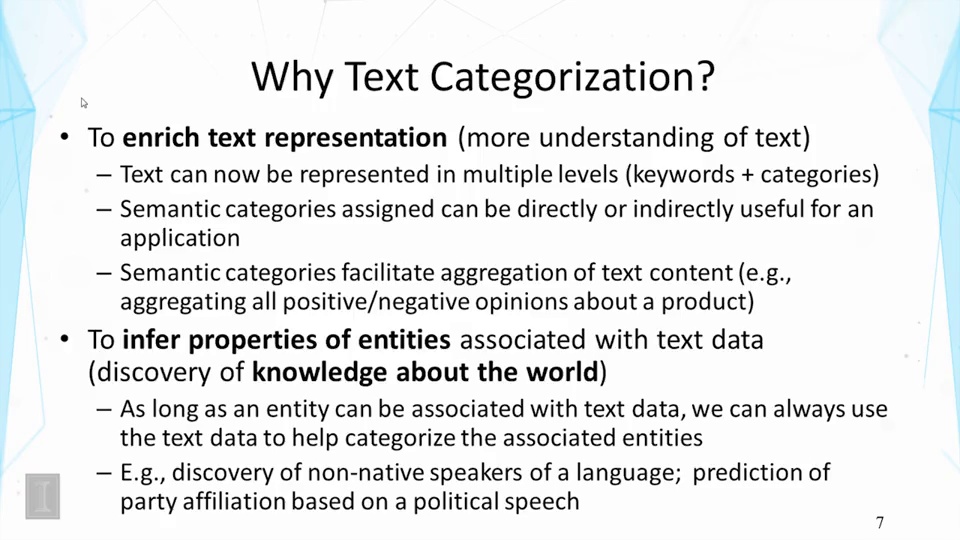 Why Text Categorization?
• To enrich text representation (more understanding of text)
– Text can now be represented in multiple levels (keywords + categories)
– Semantic categories assigned can be directly or indirectly useful for an
application
– Semantic categories facilitate aggregation of text content (e.g.,
aggregating all positive/negative opinions about a product)
• To infer properties of entities associated with text data
(discovery of knowledge about the world)
– As long as an entity can be associated with text data, we can always use
the text data to help categorize the associated entities
– E.g., discovery of non-native speakers of a language;  prediction of
party affiliation based on a political speech
I
7